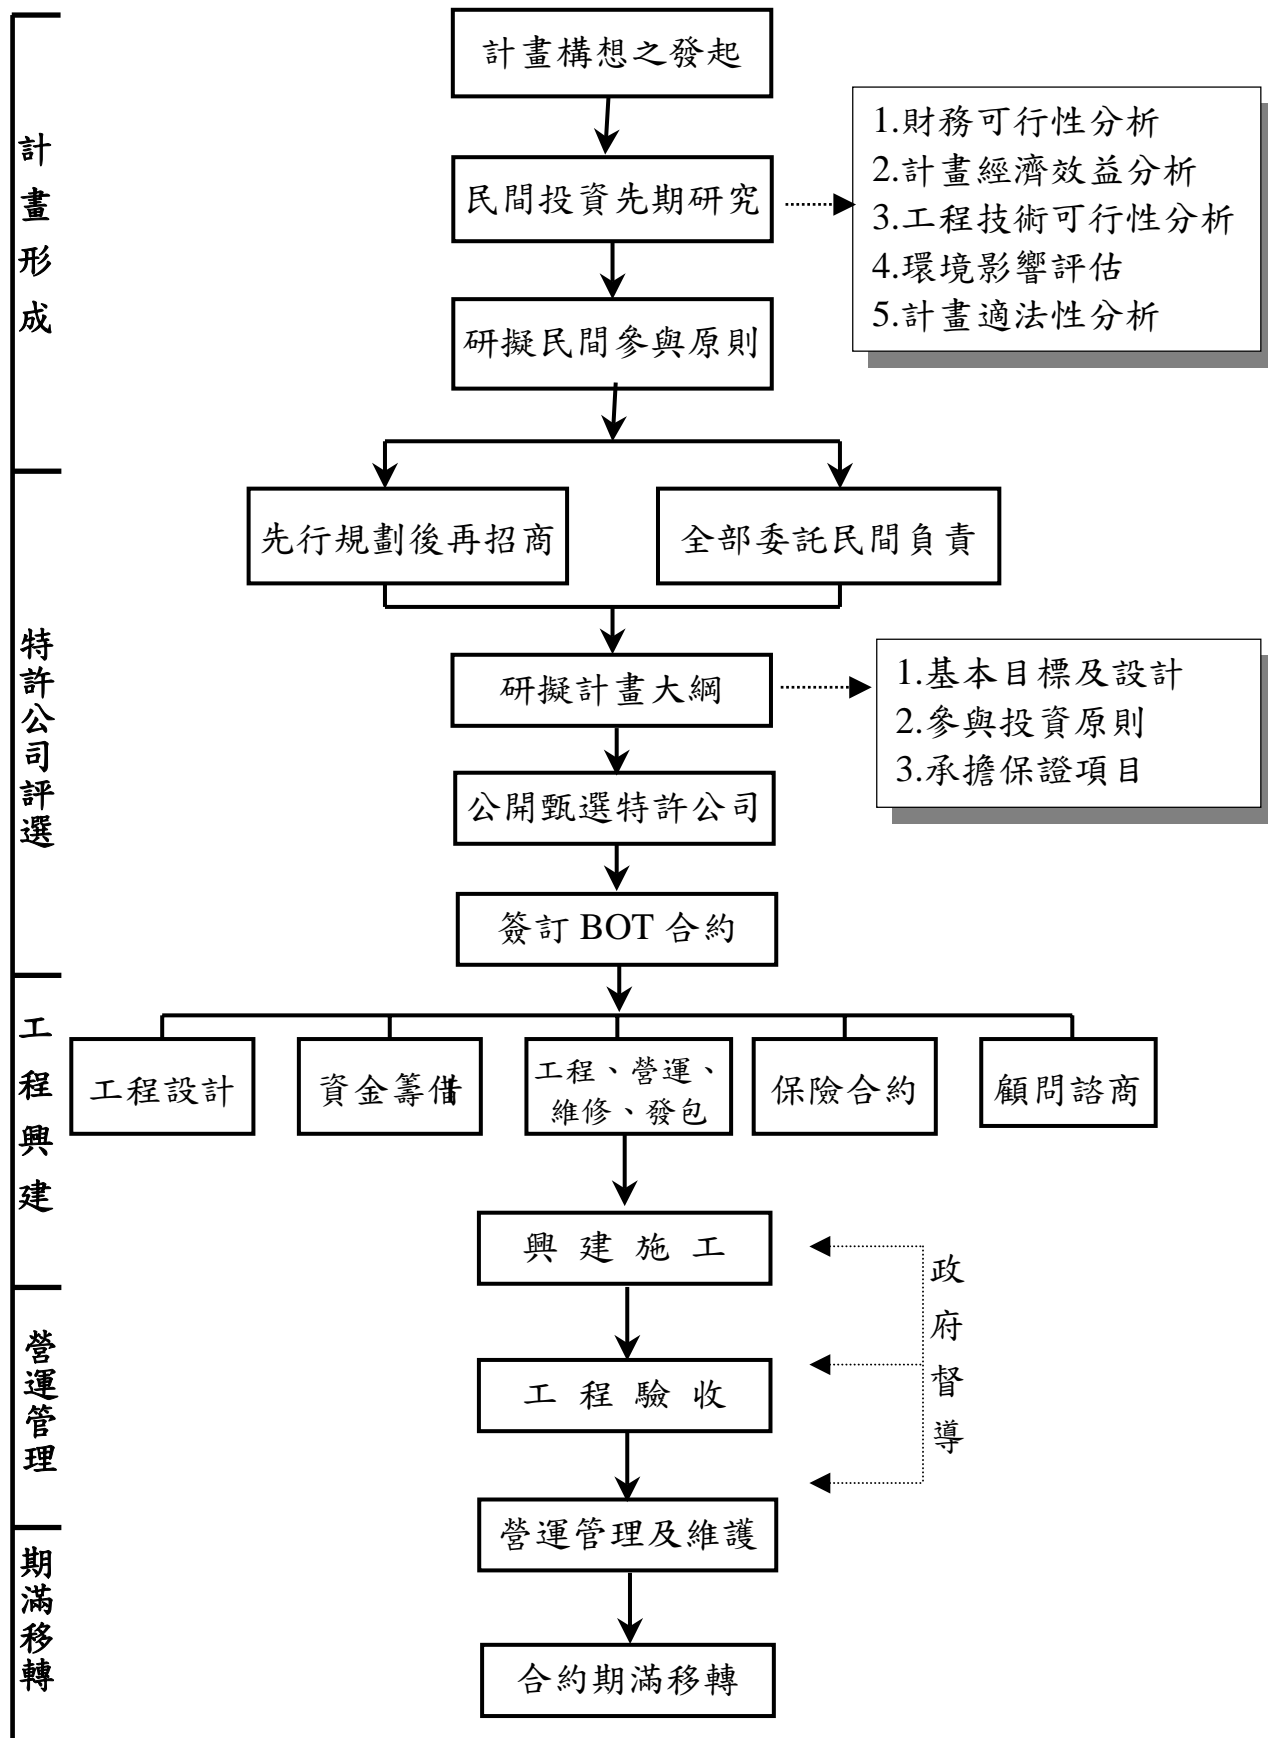 計畫形成
計畫構想之發起
民間投資先期研究
1.財務可行性分析
2.計畫經濟效益分析
3.工程技術可行性分析
4.環境影響評估
5.計畫適法性分析
研擬民間參與原則
特許公司評選
先行規劃後再招商
全部委託民間負責
研擬計畫大綱
1.基本目標及設計
2.參與投資原則
3.承擔保證項目
公開甄選特許公司
簽訂 BOT 合約
工程興建
工程設計
資金籌借
工程、營運、
維修、發包
保險合約
顧問諮商
興建施工
政府督導
營運管理
工程驗收
營運管理及維護
期滿移轉
合約期滿移轉